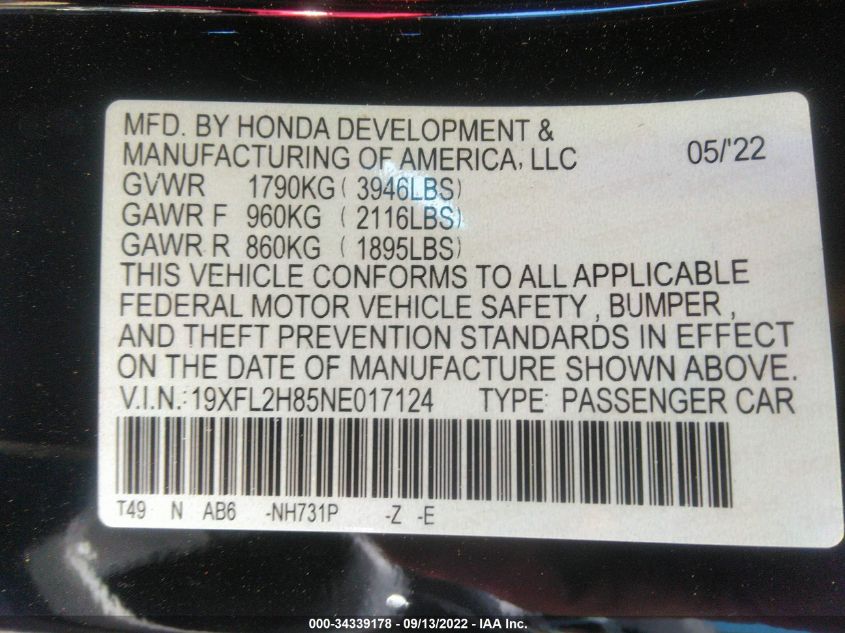 MFD. BY HONDA DEVELOPMENT &
MANUFACTURING OF AMERICA, LLC 05/'22
GVWR 1790KG ( 3946LBS)
GAWR F 960KG ( 2116LBS)
GAWR R 860KG ( 1895LBS)
THIS VEHICLE CONFORMS TO ALL APPLICABLE
FEDERAL MOTOR VEHICLE SAFETY , BUMPER ,
AND THEFT PREVENTION STANDARDS IN EFFECT
ON THE DATE OF MANUFACTURE SHOWN ABOVE.
V.I.N.: 19XFL2H85NE017124 TYPE: PASSENGER CAR
T49 N AB6 -NH731P -Z -E
000-34339178 - 09/13/2022 - IAA Inc.